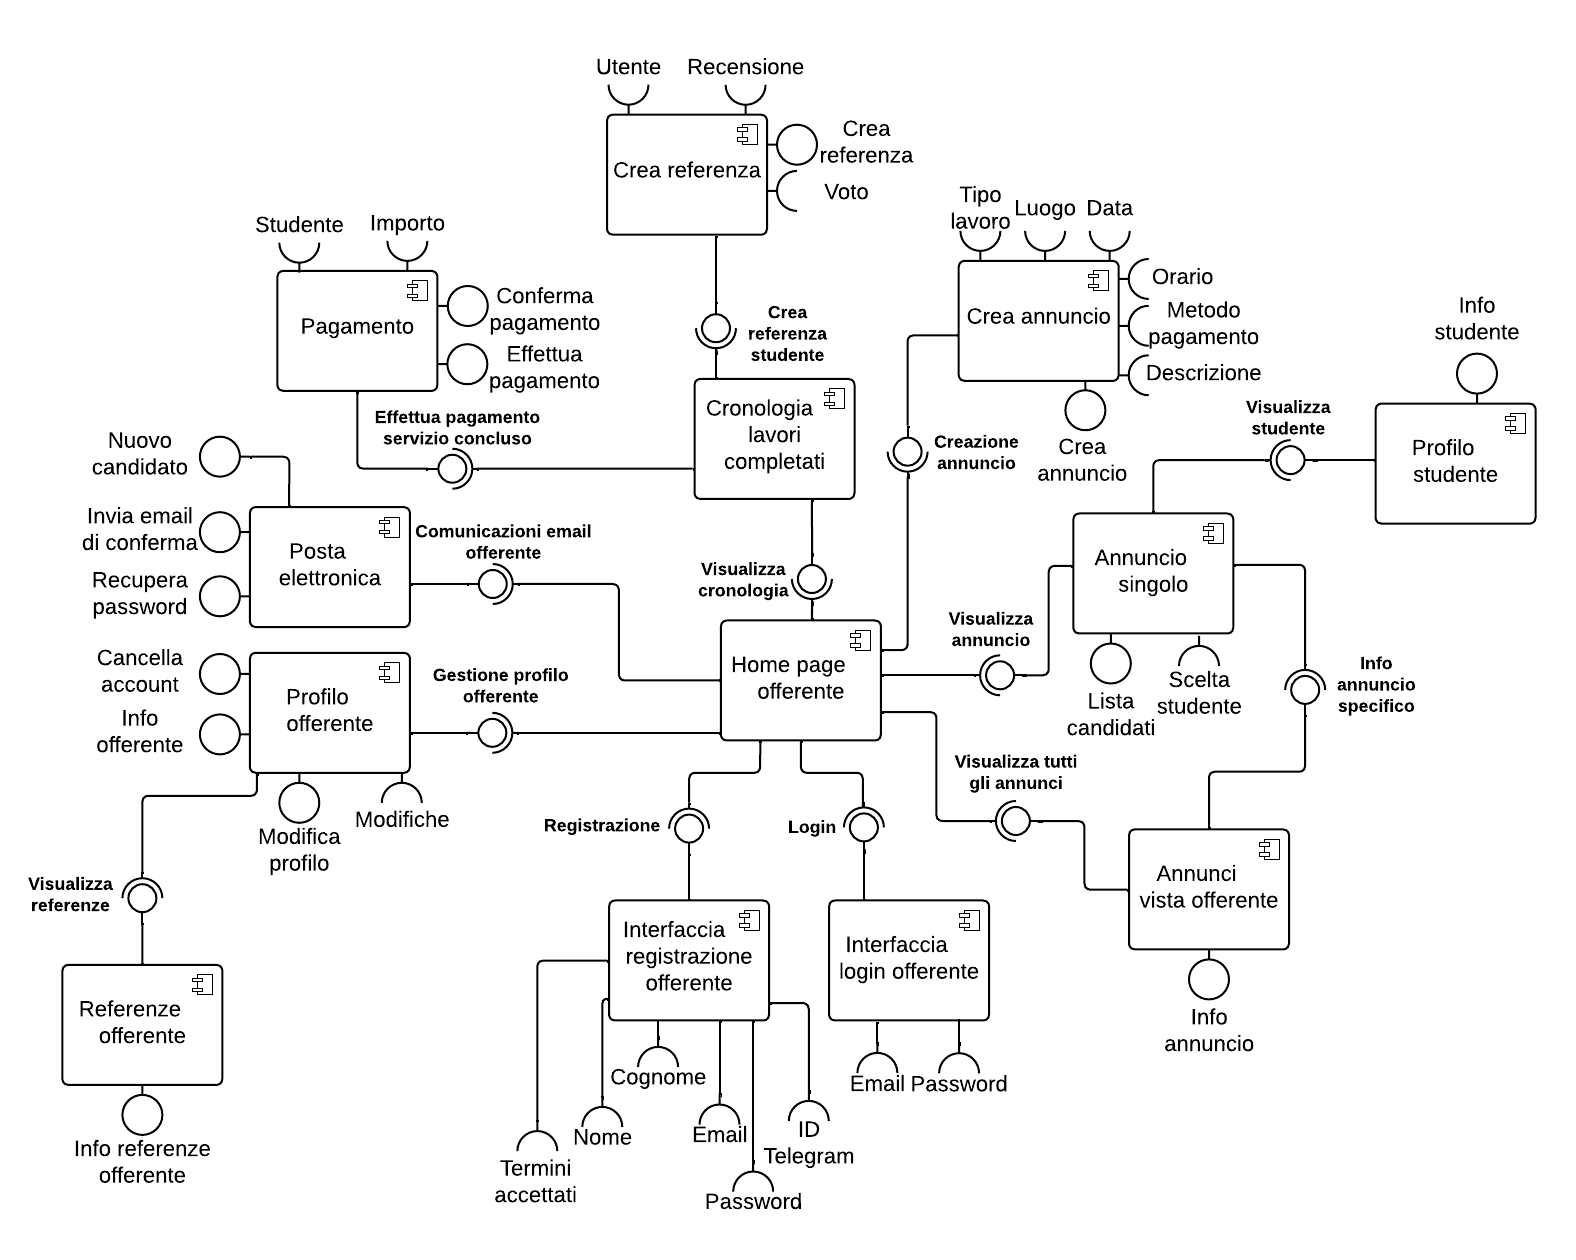 Utente
Recensione
Crea
referenza
Crea referenza
Voto
Tipo
lavoro
Luogo
Data
Studente
Importo
Orario
Conferma
pagamento
Pagamento
Crea
referenza
studente
Crea annuncio
Metodo
pagamento
Info
studente
Effettua
pagamento
Descrizione
Effettua pagamento
servizio concluso
Cronologia
lavori
completati
Creazione
annuncio
Crea
annuncio
Visualizza
studente
Profilo
studente
Nuovo
candidato
Invia email
di conferma
Comunicazioni email
offerente
Posta
elettronica
Recupera
password
Visualizza
cronologia
Annuncio
singolo
Visualizza
annuncio
Cancella
account
Profilo
offerente
Gestione profilo
offerente
Home page
offerente
Info
offerente
Lista
candidati
Scelta
studente
Info
annuncio
specifico
Visualizza tutti
gli annunci
Modifica
profilo
Modifiche
Registrazione
Login
Visualizza
referenze
Annunci
vista offerente
Interfaccia
registrazione
offerente
Interfaccia
login offerente
Referenze
offerente
Info
annuncio
Cognome
Email
Password
Nome
Email
ID
Telegram
Info referenze
offerente
Termini
accettati
Password